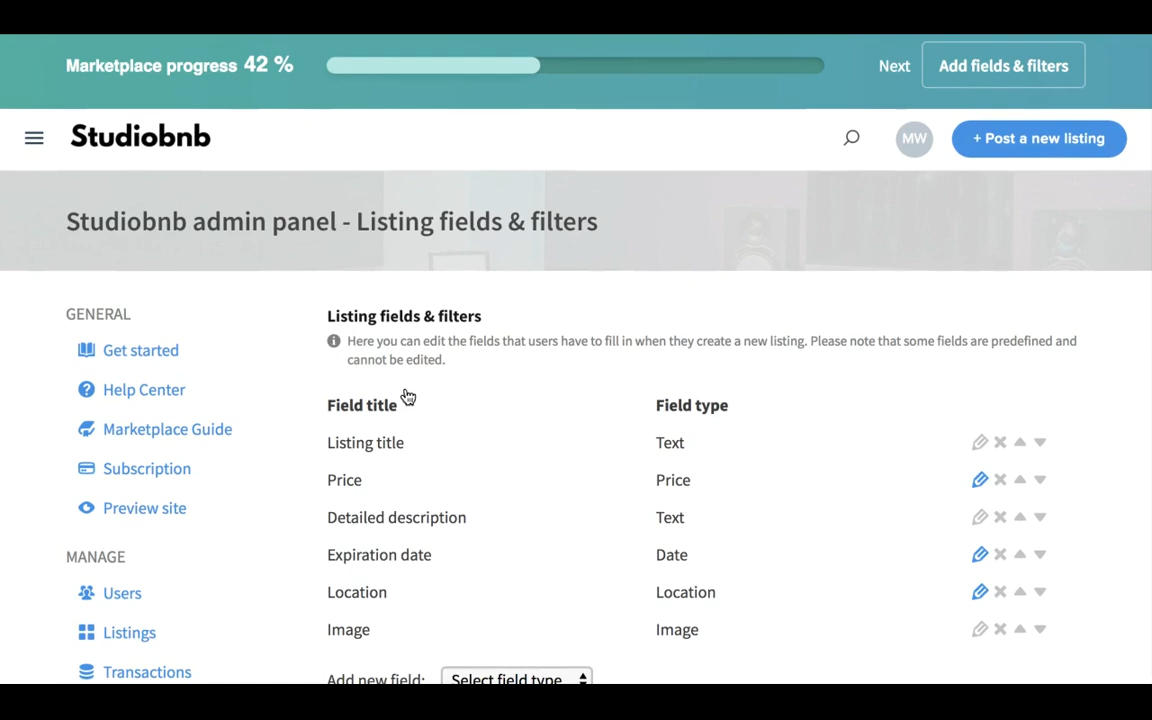 Marketplace progress 42 %
Next
Add fields & filters
Studiobnb
MW
+ Post a new listing
Studiobnb admin panel - Listing fields & filters
GENERAL
Get started
Help Center
Marketplace Guide
Subscription
Preview site
MANAGE
Users
Listings
Transactions
Listing fields & filters
Here you can edit the fields that users have to fill in when they create a new listing. Please note that some fields are predefined and
cannot be edited.
Field title Field type
Listing title Text
Price Price
Detailed description Text
Expiration date Date
Location Location
Image Image
Add new field: Select field type